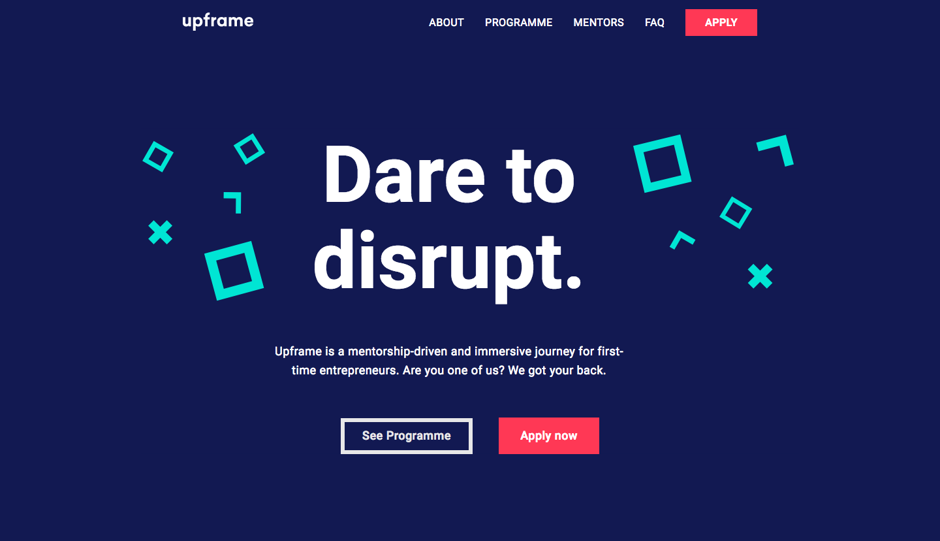 upframe
ABOUT PROGRAMME MENTORS FAQ APPLY
Dare to
disrupt.
Upframe is a mentorship-driven and immersive journey for first-
time entrepreneurs. Are you one of us? We got your back.
See Programme Apply now